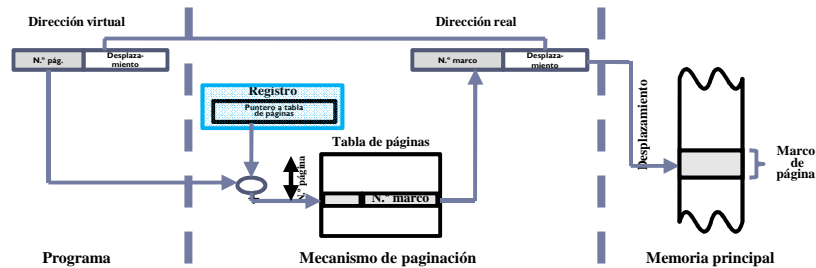 Dirección virtual
Dirección real
N.º pág.
Desplaza-
miento
N.º marco
Desplaza-
miento
Registro
Puntero a tabla
de páginas
Tabla de páginas
N.º página
N.º marco
Desplazamiento
Marco
de
página
Programa
Mecanismo de paginación
Memoria principal